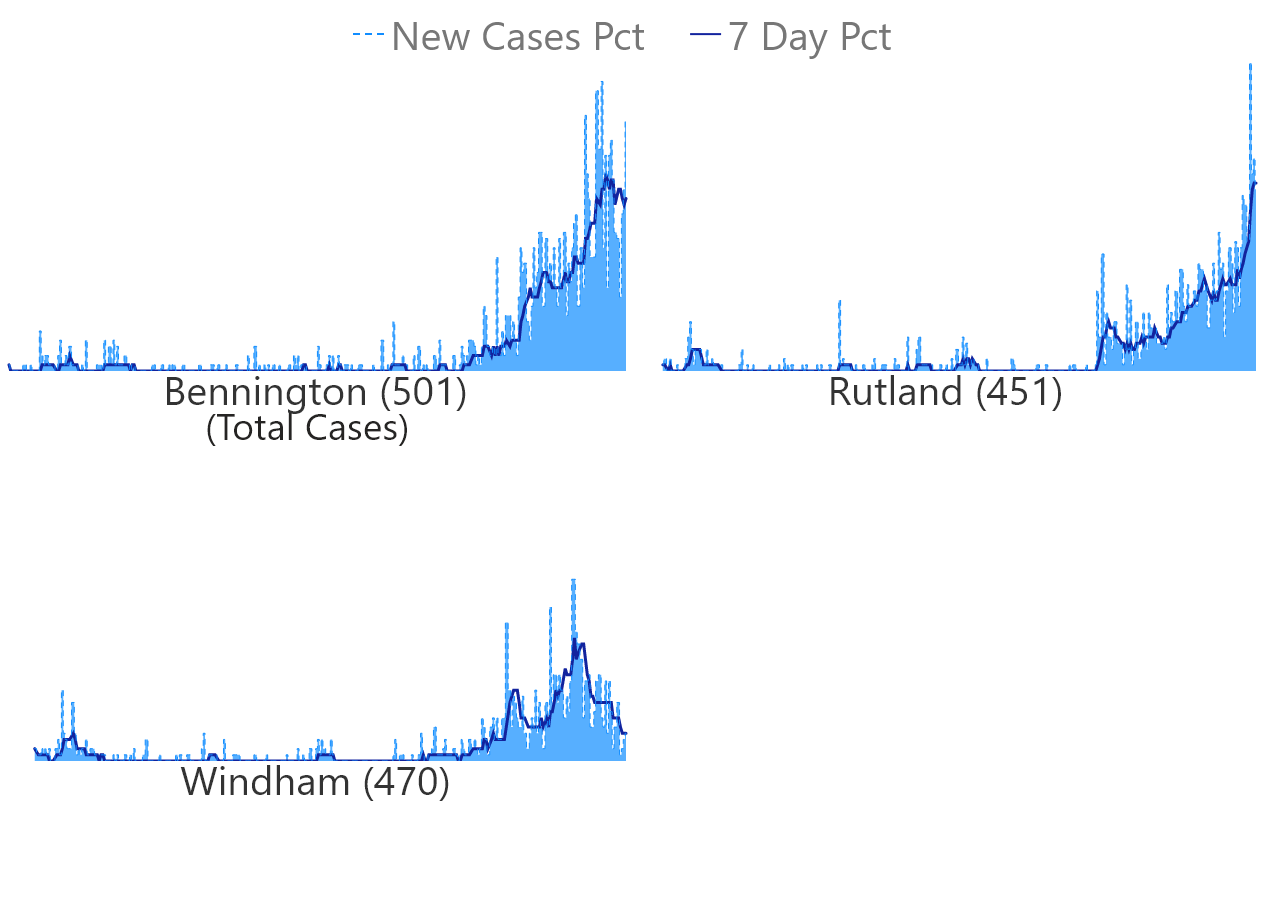 New Cases Pct 7 Day Pct
Bennington (501) Rutland (451)
(Total Cases)
Windham (470)